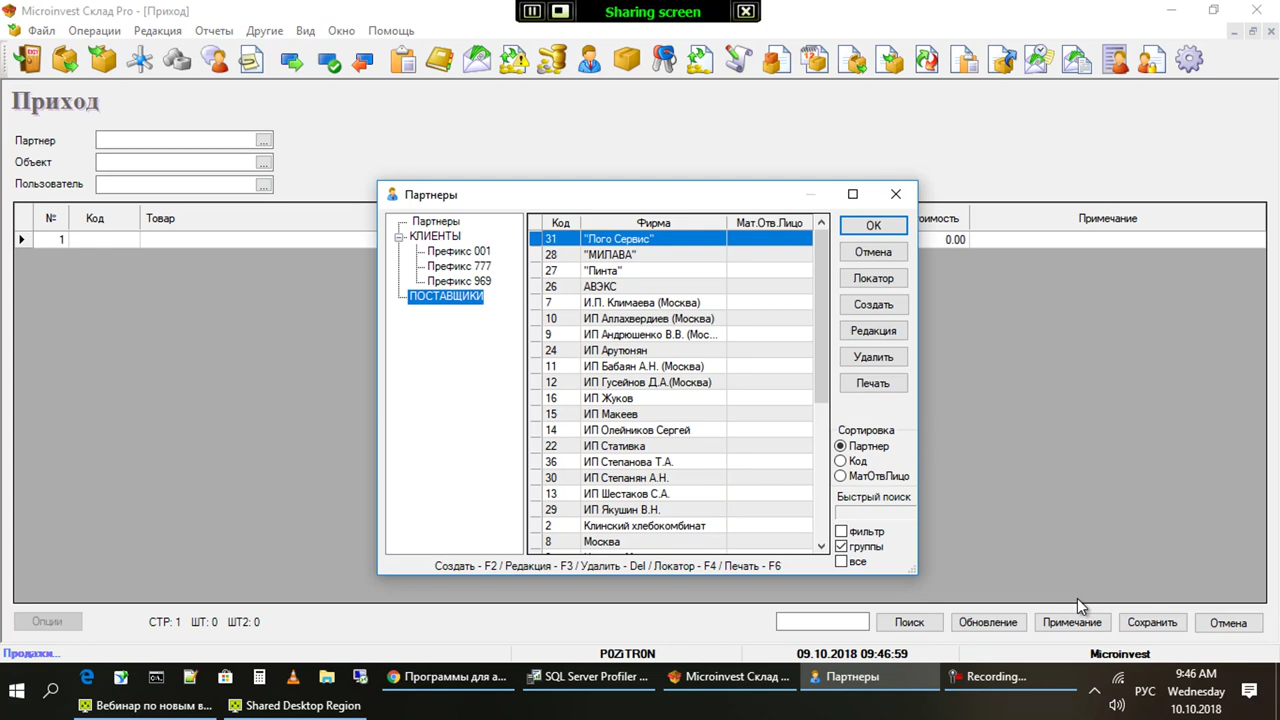 Microinvest Склад Pro - [Приход]
Sharing screen
Файл Операции Редакция Отчеты Другие Вид Окно Помощь
Приход
Партнер ...
Объект ...
Пользователь ...
№ Код Товар
оимость Примечание
1 0.00
Партнеры
Партнеры
КЛИЕНТЫ
Префикс 001
Префикс 777
Префикс 969
ПОСТАВЩИКИ
Код Фирма Мат.Отв.Лицо
31 "Лого Сервис"
28 "МИЛАВА"
27 "Пинта"
26 АВЭКС
7 И.П. Климаева (Москва)
10 ИП Аллахвердиев (Москва)
9 ИП Андрюшенко В.В. (Мос...
24 ИП Арутюнян
11 ИП Бабаян А.Н. (Москва)
12 ИП Гусейнов Д.А.(Москва)
16 ИП Жуков
15 ИП Макеев
14 ИП Олейников Сергей
22 ИП Стативка
36 ИП Степанова Т.А.
30 ИП Степанян А.Н.
13 ИП Шестаков С.А.
29 ИП Якушин В.Н.
2 Клинский хлебокомбинат
8 Москва
OK
Отмена
Локатор
Создать
Редакция
Удалить
Печать
Сортировка
Партнер
Код
МатОтвЛицо
Быстрый поиск
фильтр
группы
все
Создать - F2 / Редакция - F3 / Удалить - Del / Локатор - F4 / Печать - F6
Опции СТР: 1 ШТ: 0 ШТ2: 0 Поиск Обновление Примечание Сохранить Отмена
Продажи... P0ZiTR0N 09.10.2018 09:46:59 Microinvest
Программы для а... SQL Server Profiler ... Microinvest Склад ... Партнеры Recording...
Вебинар по новым в... Shared Desktop Region
РУС
9:46 AM
Wednesday
10.10.2018